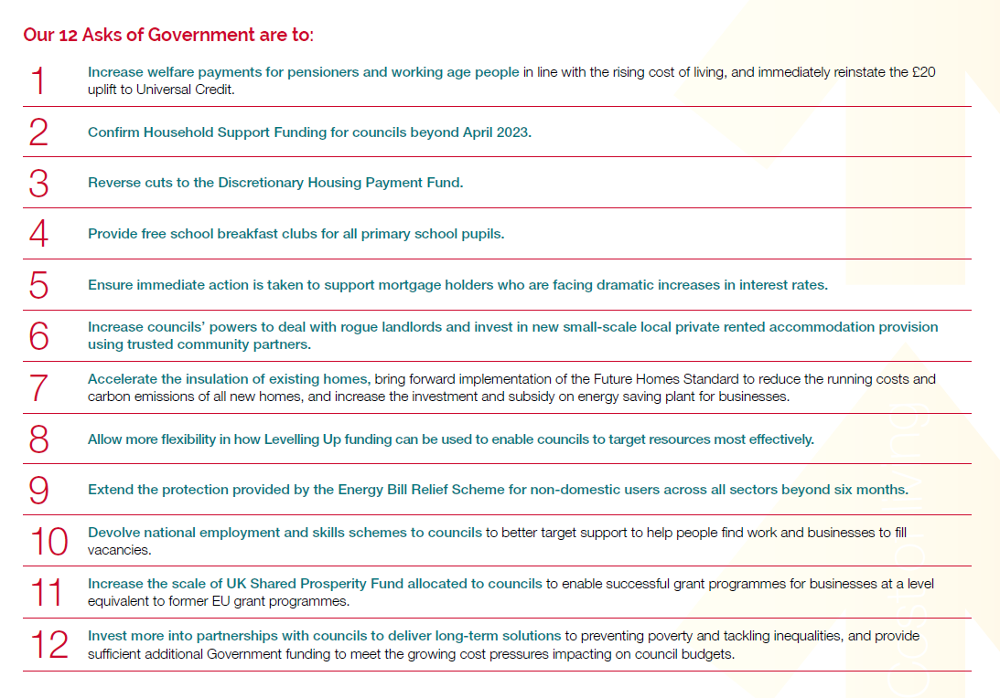 Our 12 Asks of Government are to:
1
Increase welfare payments for pensioners and working age people in line with the rising cost of living, and immediately reinstate the £20
uplift to Universal Credit.
2
Confirm Household Support Funding for councils beyond April 2023.
3
Reverse cuts to the Discretionary Housing Payment Fund.
4
Provide free school breakfast clubs for all primary school pupils.
5
Ensure immediate action is taken to support mortgage holders who are facing dramatic increases in interest rates.
6
Increase councils’ powers to deal with rogue landlords and invest in new small-scale local private rented accommodation provision
using trusted community partners.
7
Accelerate the insulation of existing homes, bring forward implementation of the Future Homes Standard to reduce the running costs and
carbon emissions of all new homes, and increase the investment and subsidy on energy saving plant for businesses.
8
Allow more flexibility in how Levelling Up funding can be used to enable councils to target resources most effectively.
9
Extend the protection provided by the Energy Bill Relief Scheme for non-domestic users across all sectors beyond six months.
10
Devolve national employment and skills schemes to councils to better target support to help people find work and businesses to fill
vacancies.
11
Increase the scale of UK Shared Prosperity Fund allocated to councils to enable successful grant programmes for businesses at a level
equivalent to former EU grant programmes.
12
Invest more into partnerships with councils to deliver long-term solutions to preventing poverty and tackling inequalities, and provide
sufficient additional Government funding to meet the growing cost pressures impacting on council budgets.
cost of living